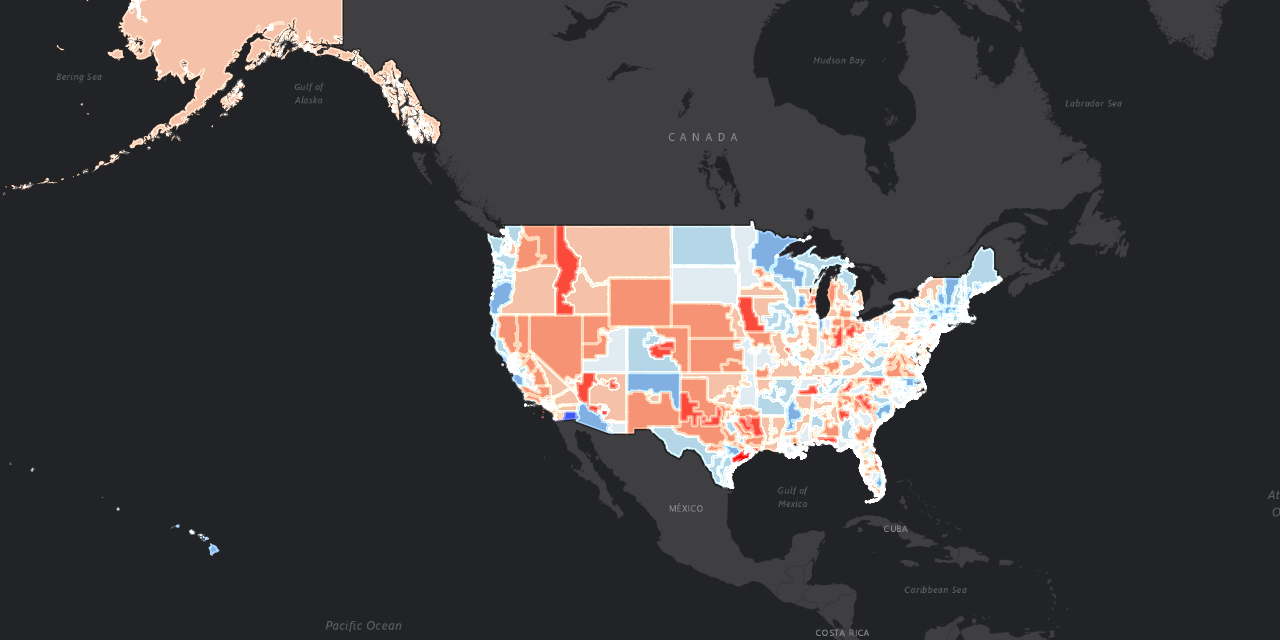 Hudson Bay
Bering Sea
Gulf of
Alaska
Labrador Sea
CANADA
Gulf of
Mexico
MÉXICO
CUBA
Caribbean Sea
Pacific Ocean
COSTA RICA